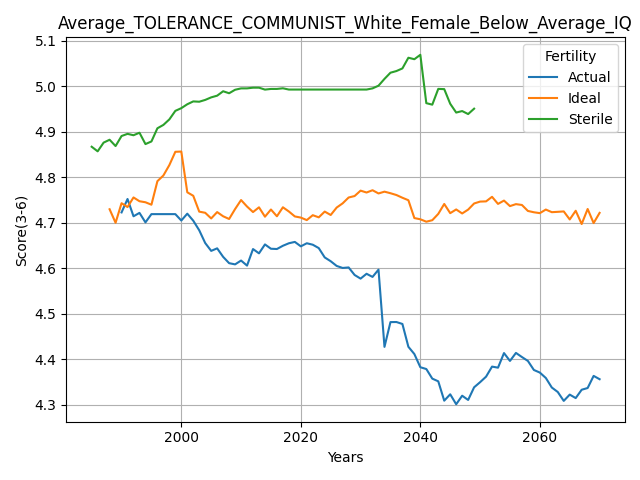 Average_TOLERANCE_COMMUNIST_White_Female_Below_Average_IQ
5.1
5.0
4.9
4.8
4.7
4.6
4.5
4.4
4.3
Score(3-6)
Fertility
Actual
Ideal
Sterile
2000
2020
2040
2060
Years